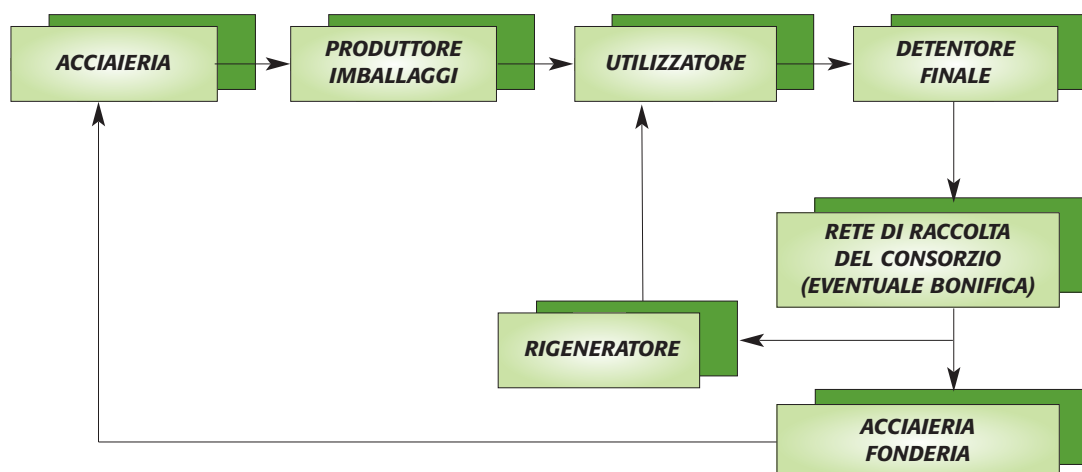 ACCIAIERIA
PRODUTTORE
IMBALLAGGI
UTILIZZATORE
DETENTORE
FINALE
RETE DI RACCOLTA
DEL CONSORZIO
(EVENTUALE BONIFICA)
RIGENERATORE
ACCIAIERIA
FONDERIA